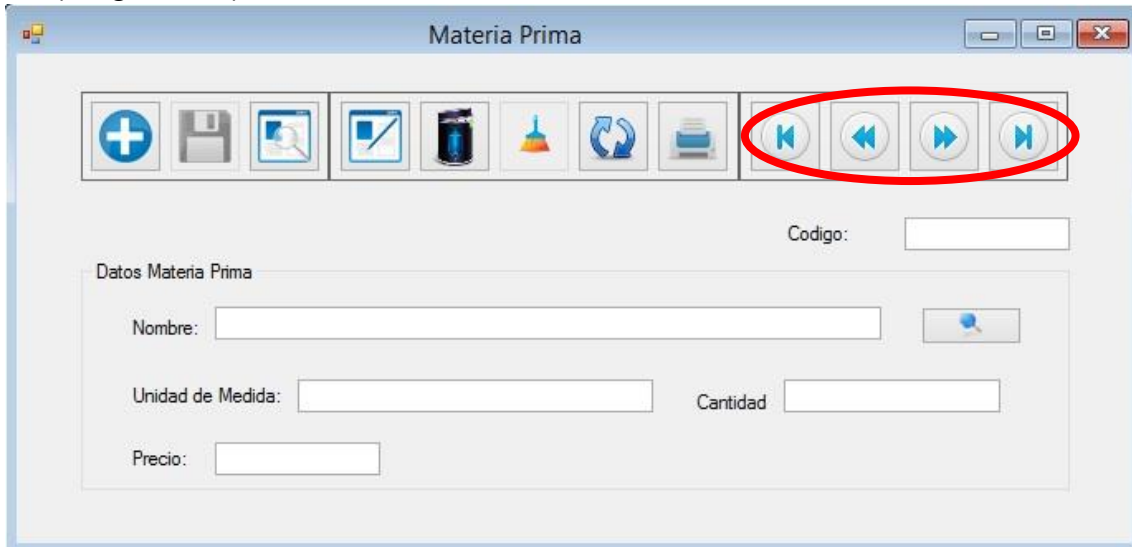 Materia Prima
Codigo:
Datos Materia Prima
Nombre:
Unidad de Medida:
Cantidad
Precio: